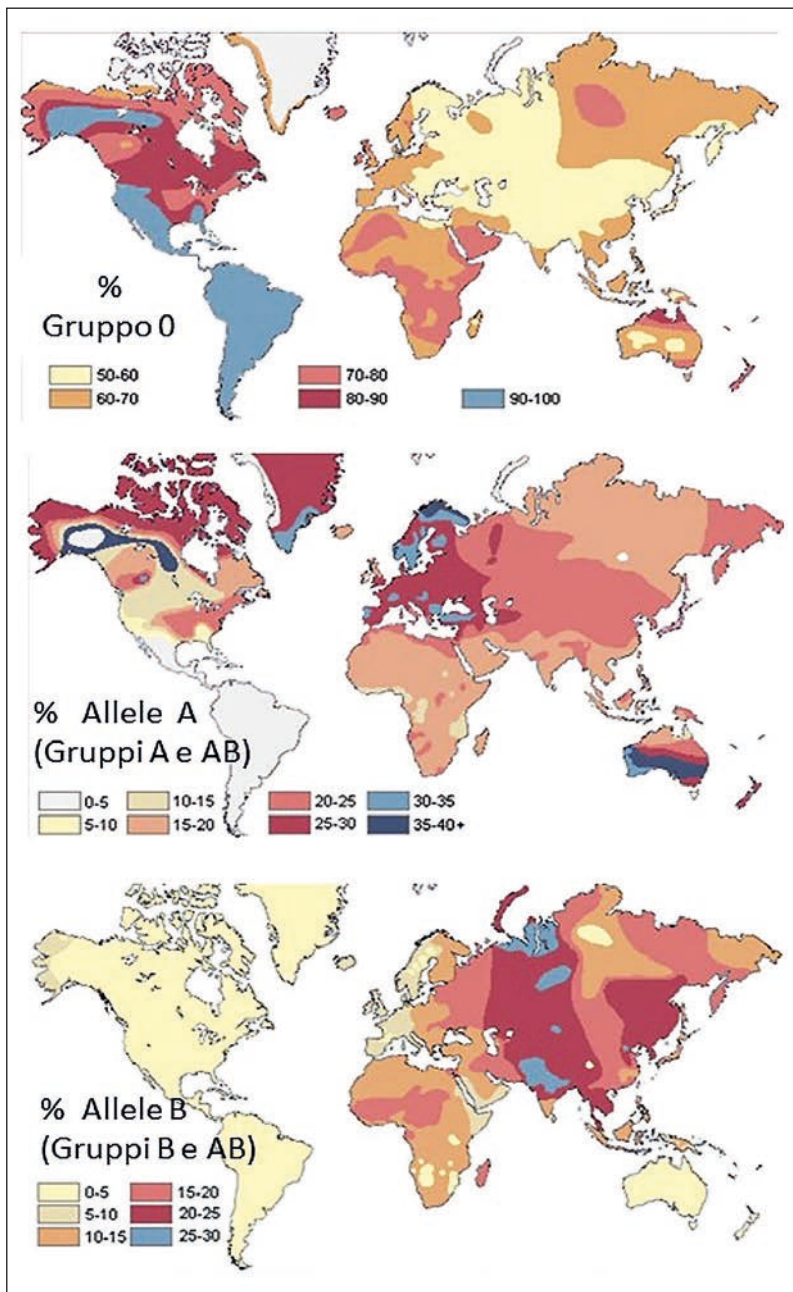 %
Gruppo 0
50-60 70-80
60-70 80-90 90-100
% Allele A
(Gruppi A e AB)
0-5 10-15 20-25 30-35
5-10 15-20 25-30 35-40+
% Allele B
(Gruppi B e AB)
0-5 15-20
5-10 20-25
10-15 25-30